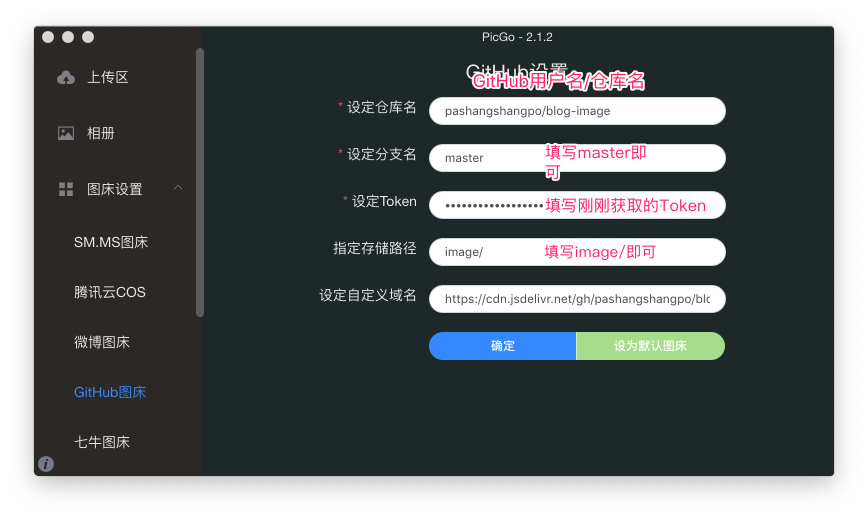 PicGo - 2.1.2
上传区
相册
图床设置
SM.MS图床
腾讯云COS
微博图床
GitHub图床
七牛图床
GitHub设置
GitHub用户名/仓库名
* 设定仓库名
pashangshangpo/blog-image
* 设定分支名
master
填写master即
可
* 设定Token
••••••••••••••••••
填写刚刚获取的Token
指定存储路径
image/
填写image/即可
设定自定义域名
https://cdn.jsdelivr.net/gh/pashangshangpo/blo
确定
设为默认图床